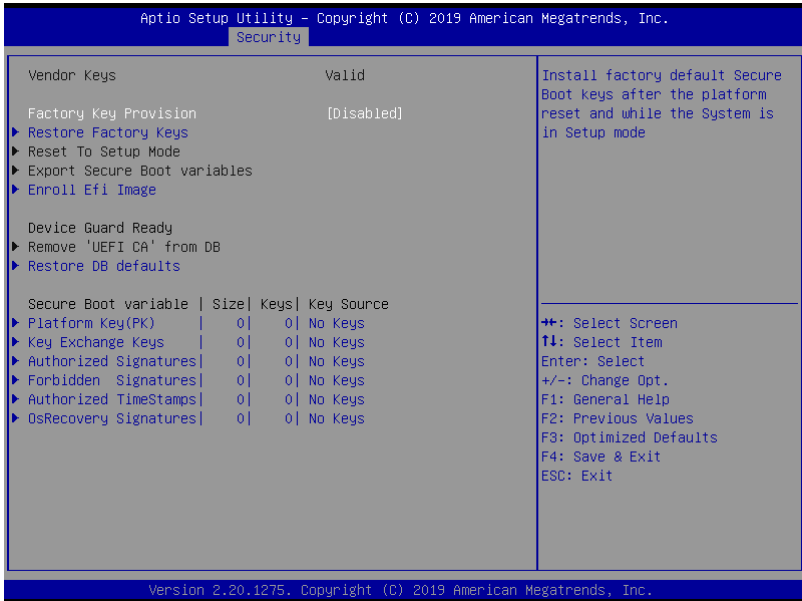 Aptio Setup Utility – Copyright (C) 2019 American Megatrends, Inc.
Security
Vendor Keys Valid
Factory Key Provision [Disabled]
Restore Factory Keys
Reset To Setup Mode
Export Secure Boot variables
Enroll Efi Image
Device Guard Ready
Remove 'UEFI CA' from DB
Restore DB defaults
Secure Boot variable | Size| Keys| Key Source
Platform Key(PK) | 0| 0| No Keys
Key Exchange Keys | 0| 0| No Keys
Authorized Signatures| 0| 0| No Keys
Forbidden Signatures| 0| 0| No Keys
Authorized TimeStamps| 0| 0| No Keys
OsRecovery Signatures| 0| 0| No Keys
Install factory default Secure
Boot keys after the platform
reset and while the System is
in Setup mode
→←: Select Screen
↑↓: Select Item
Enter: Select
+/-: Change Opt.
F1: General Help
F2: Previous Values
F3: Optimized Defaults
F4: Save & Exit
ESC: Exit
Version 2.20.1275. Copyright (C) 2019 American Megatrends, Inc.